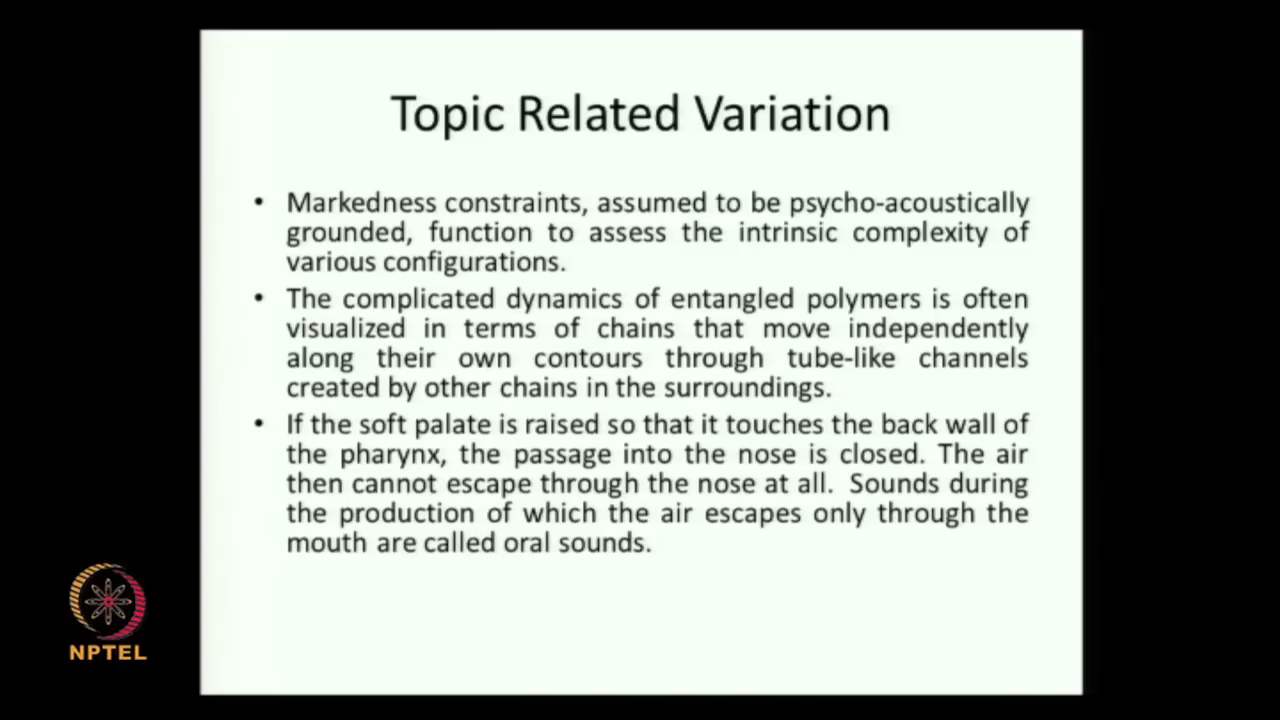 Topic Related Variation
• Markedness constraints, assumed to be psycho-acoustically
grounded, function to assess the intrinsic complexity of
various configurations.
• The complicated dynamics of entangled polymers is often
visualized in terms of chains that move independently
along their own contours through tube-like channels
created by other chains in the surroundings.
• If the soft palate is raised so that it touches the back wall of
the pharynx, the passage into the nose is closed. The air
then cannot escape through the nose at all. Sounds during
the production of which the air escapes only through the
mouth are called oral sounds.
NPTEL